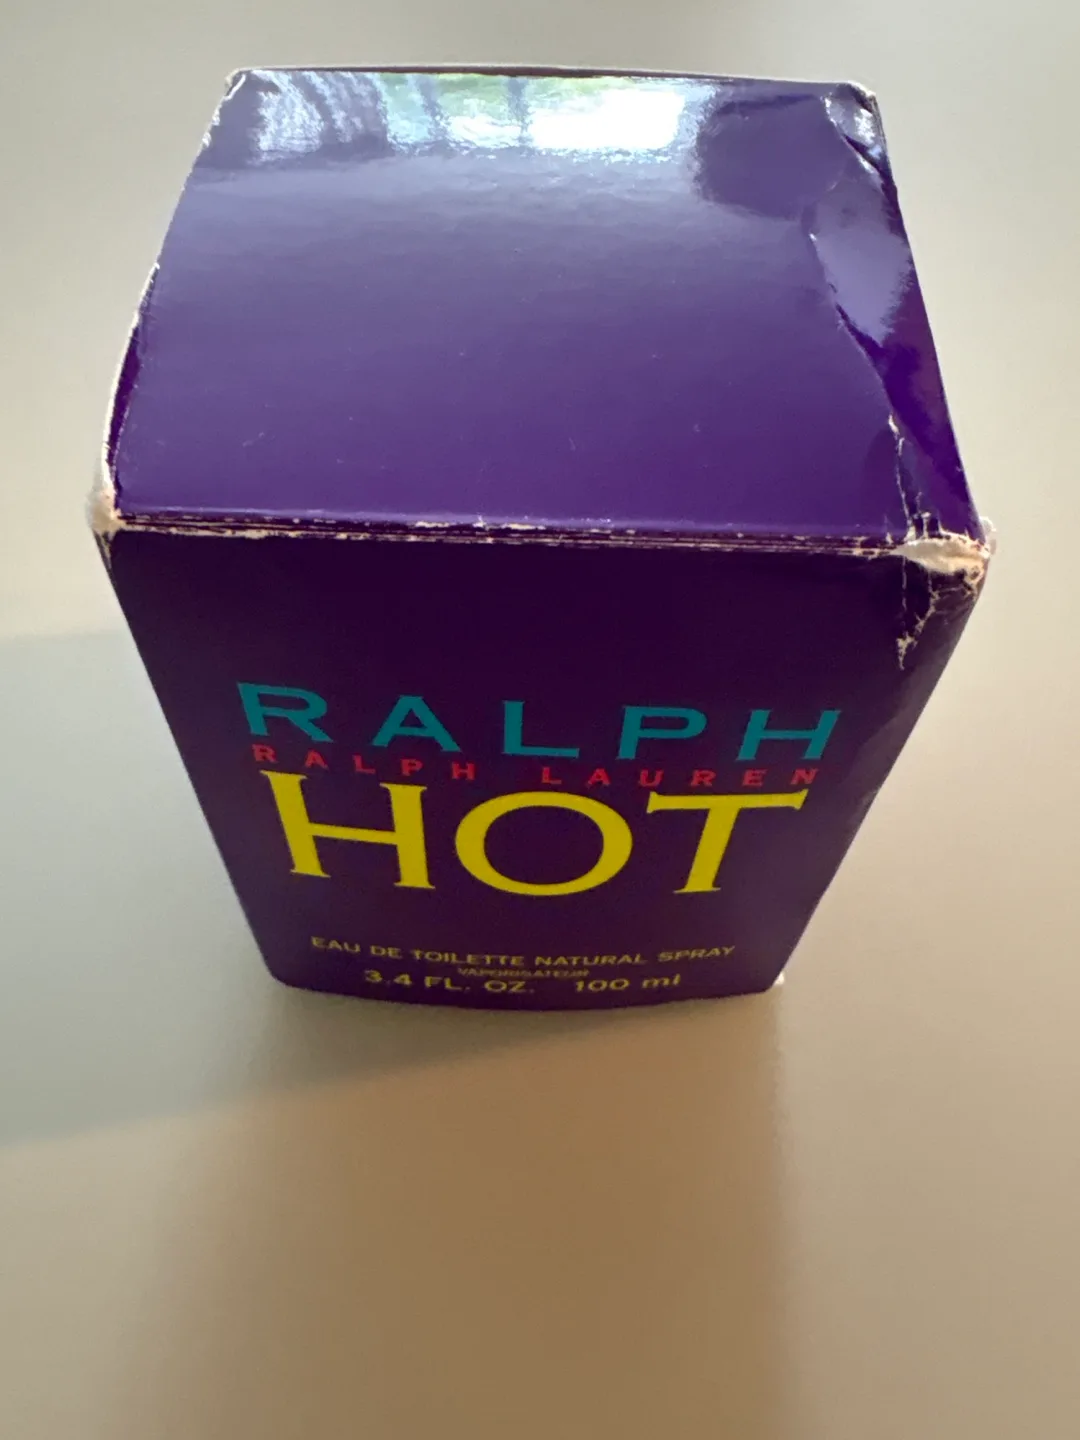 RALPH
RALPH LAUREN
HOT
EAU DE TOILETTE NATURAL SPRAY
VAPORISATEUR
3.4 FL. OZ. 100 ml